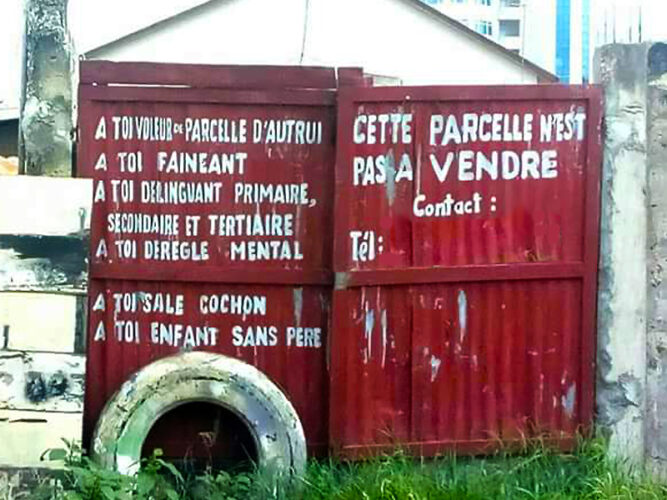 A TOI VOLEUR DE PARCELLE D'AUTRUI
A TOI FAINEANT
A TOI DELINQUANT PRIMAIRE,
SECONDAIRE ET TERTIAIRE
A TOI DEREGLE MENTAL
A TOI SALE COCHON
A TOI ENFANT SANS PERE
CETTE PARCELLE N'EST
PAS A VENDRE
Contact :
Tél: